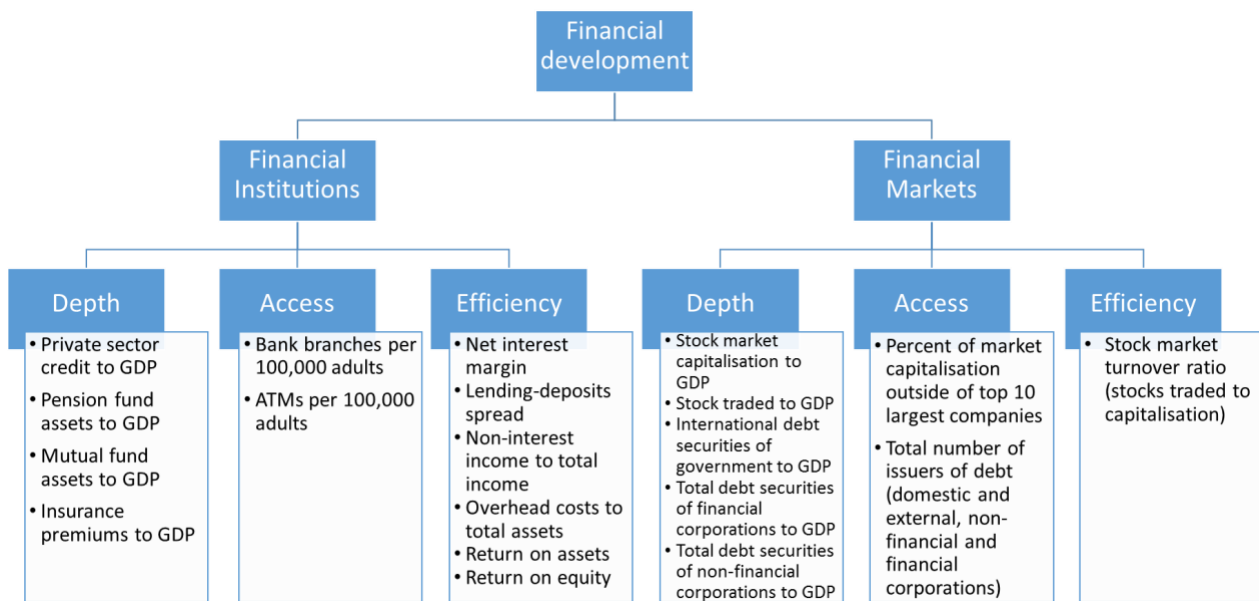 Financial
development
Financial
Institutions
Financial
Markets
Depth
• Private sector
credit to GDP
• Pension fund
assets to GDP
• Mutual fund
assets to GDP
• Insurance
premiums to GDP
Access
• Bank branches per
100,000 adults
• ATMs per 100,000
adults
Efficiency
• Net interest
margin
• Lending-deposits
spread
• Non-interest
income to total
income
• Overhead costs to
total assets
• Return on assets
• Return on equity
Depth
• Stock market
capitalisation to
GDP
• Stock traded to GDP
• International debt
securities of
government to GDP
• Total debt securities
of financial
corporations to GDP
• Total debt securities
of non-financial
corporations to GDP
Access
• Percent of market
capitalisation
outside of top 10
largest companies
• Total number of
issuers of debt
(domestic and
external, non-
financial and
financial
corporations)
Efficiency
• Stock market
turnover ratio
(stocks traded to
capitalisation)